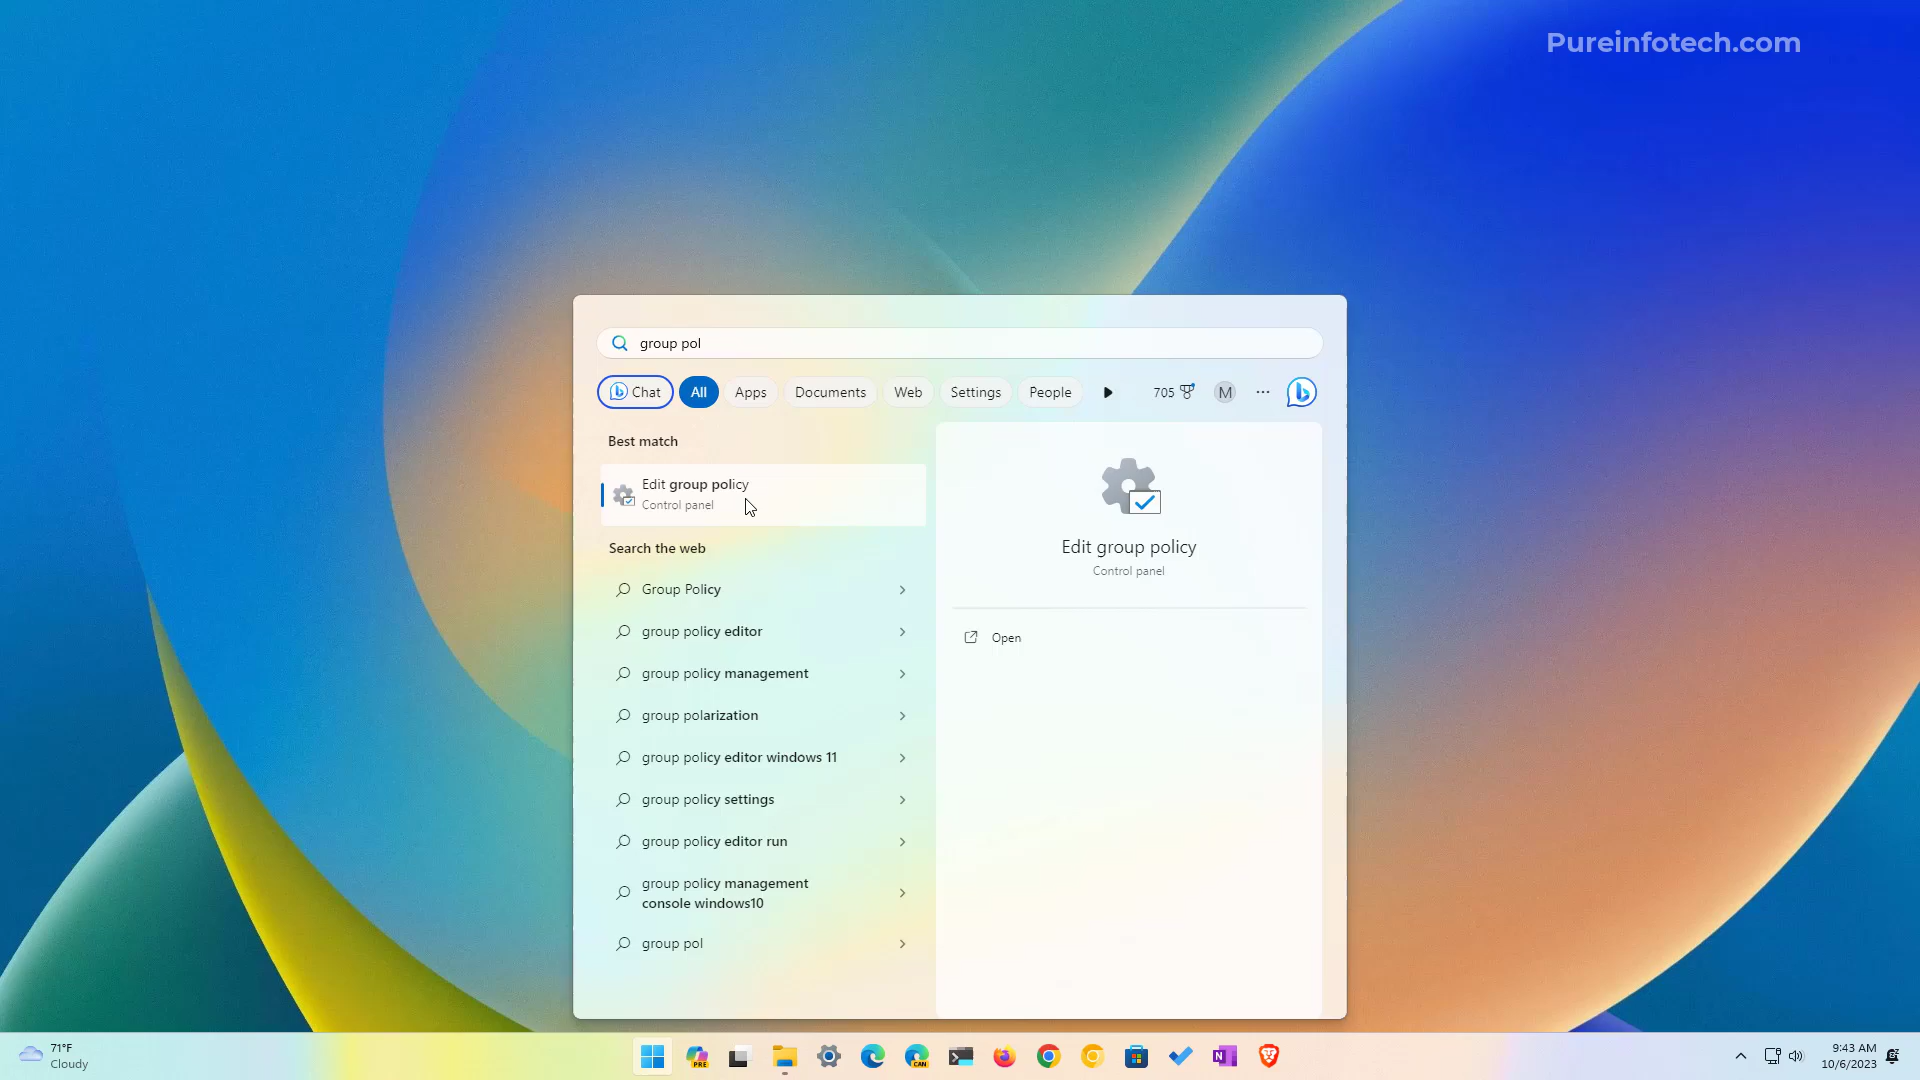 Pureinfotech.com
group pol
Chat All Apps Documents Web Settings People 705 M
Best match
Edit group policy
Control panel
Search the web
Group Policy
group policy editor
group policy management
group polarization
group policy editor windows 11
group policy settings
group policy editor run
group policy management
console windows10
group pol
Edit group policy
Control panel
Open
71°F
Cloudy
PRE
CAN
N
9:43 AM
10/6/2023